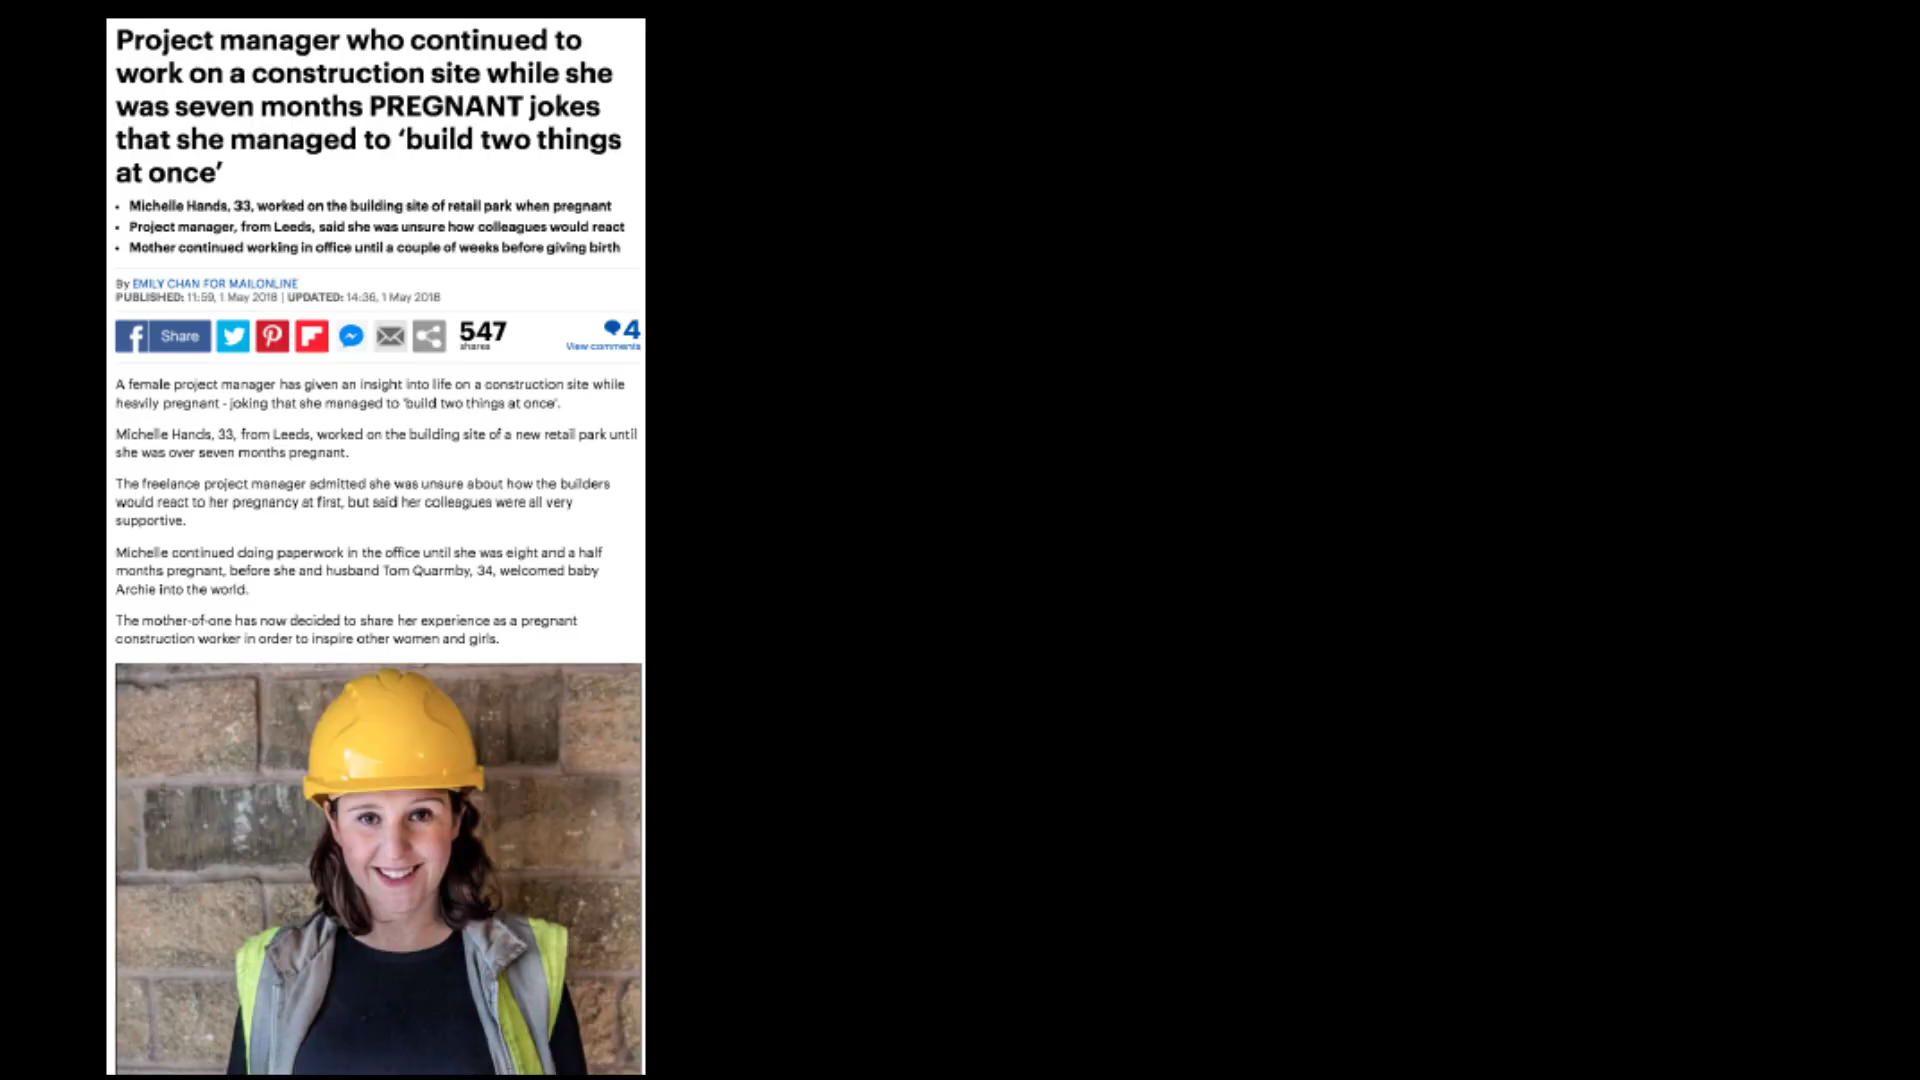 Project manager who continued to
work on a construction site while she
was seven months PREGNANT jokes
that she managed to ‘build two things
at once’
• Michelle Hands, 33, worked on the building site of retail park when pregnant
• Project manager, from Leeds, said she was unsure how colleagues would react
• Mother continued working in office until a couple of weeks before giving birth
By EMILY CHAN FOR MAILONLINE
PUBLISHED: 11:59, 1 May 2018 | UPDATED: 14:36, 1 May 2018
f Share 547 shares 4 View comments
A female project manager has given an insight into life on a construction site while
heavily pregnant - joking that she managed to 'build two things at once'.
Michelle Hands, 33, from Leeds, worked on the building site of a new retail park until
she was over seven months pregnant.
The freelance project manager admitted she was unsure about how the builders
would react to her pregnancy at first, but said her colleagues were all very
supportive.
Michelle continued doing paperwork in the office until she was eight and a half
months pregnant, before she and husband Tom Quarmby, 34, welcomed baby
Archie into the world.
The mother-of-one has now decided to share her experience as a pregnant
construction worker in order to inspire other women and girls.